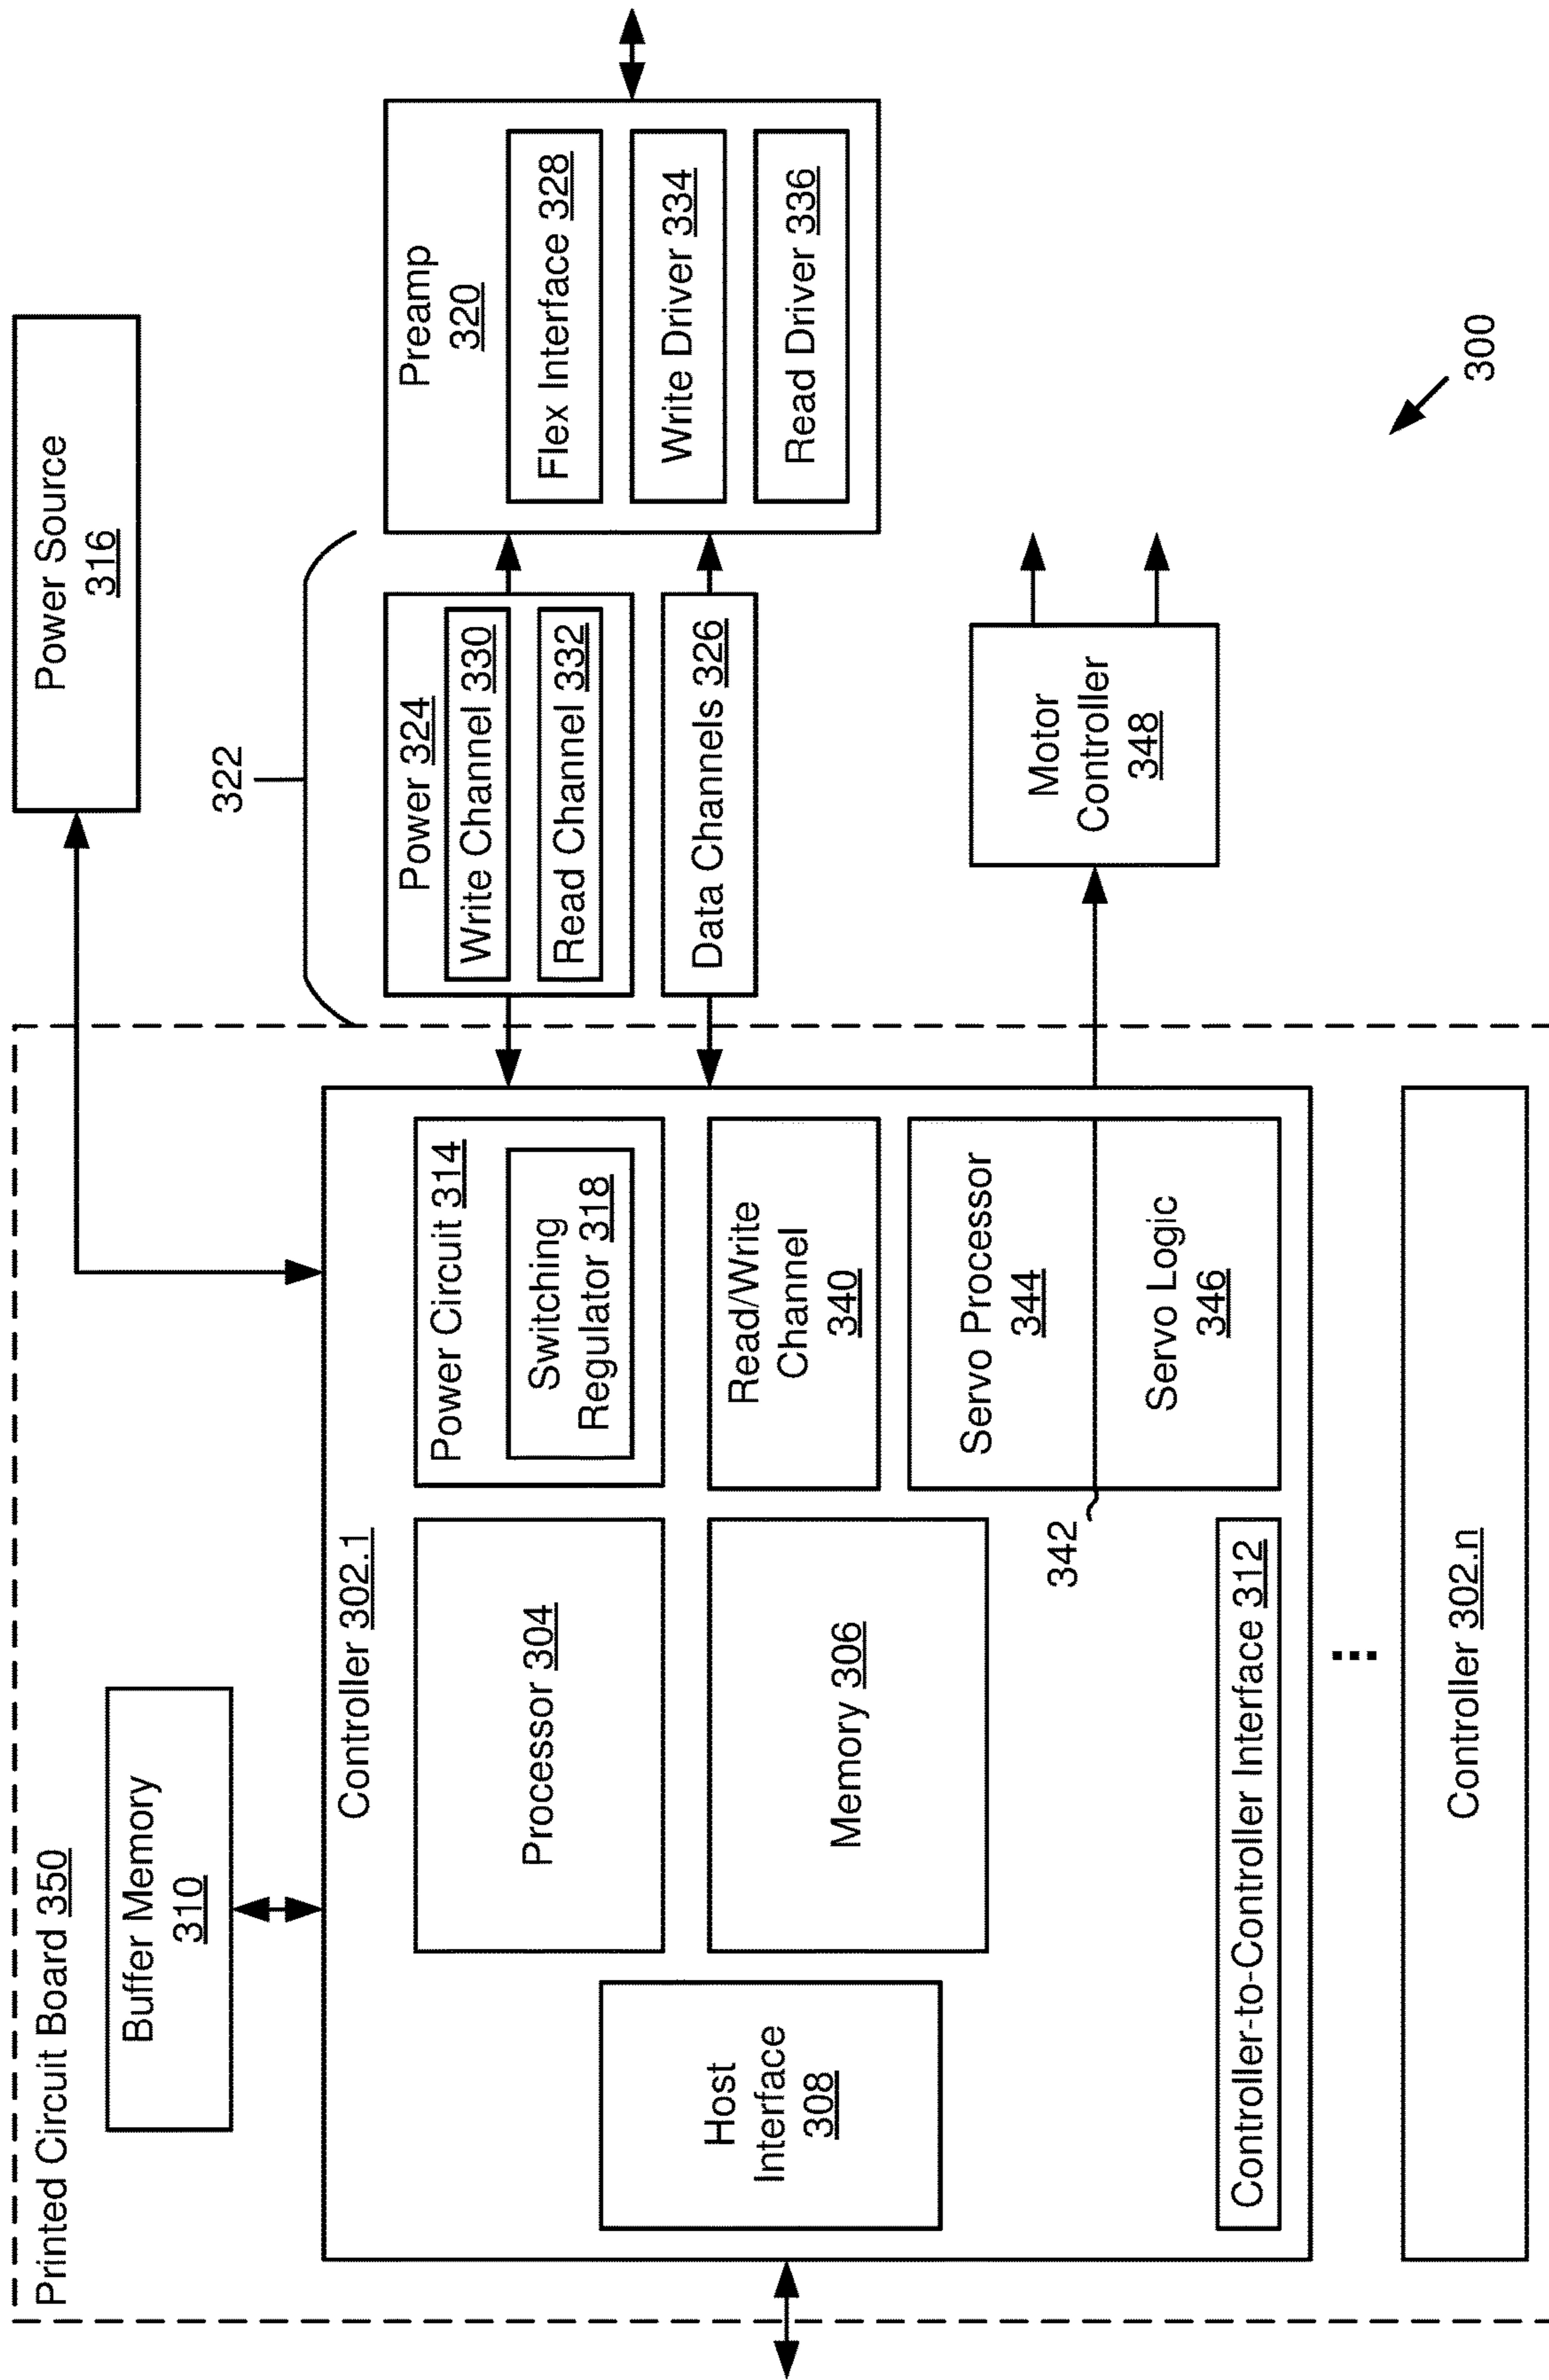 Printed Circuit Board 350
Buffer Memory
310
Power Source
316
Controller 302.1
Host
Interface
308
Processor 304
Memory 306
Power Circuit 314
Switching
Regulator 318
Read/Write
Channel
340
342
Servo Processor
344
Servo Logic
346
Controller-to-Controller Interface 312
Controller 302.n
322
Power 324
Write Channel 330
Read Channel 332
Data Channels 326
Preamp
320
Flex Interface 328
Write Driver 334
Read Driver 336
Motor
Controller
348
300